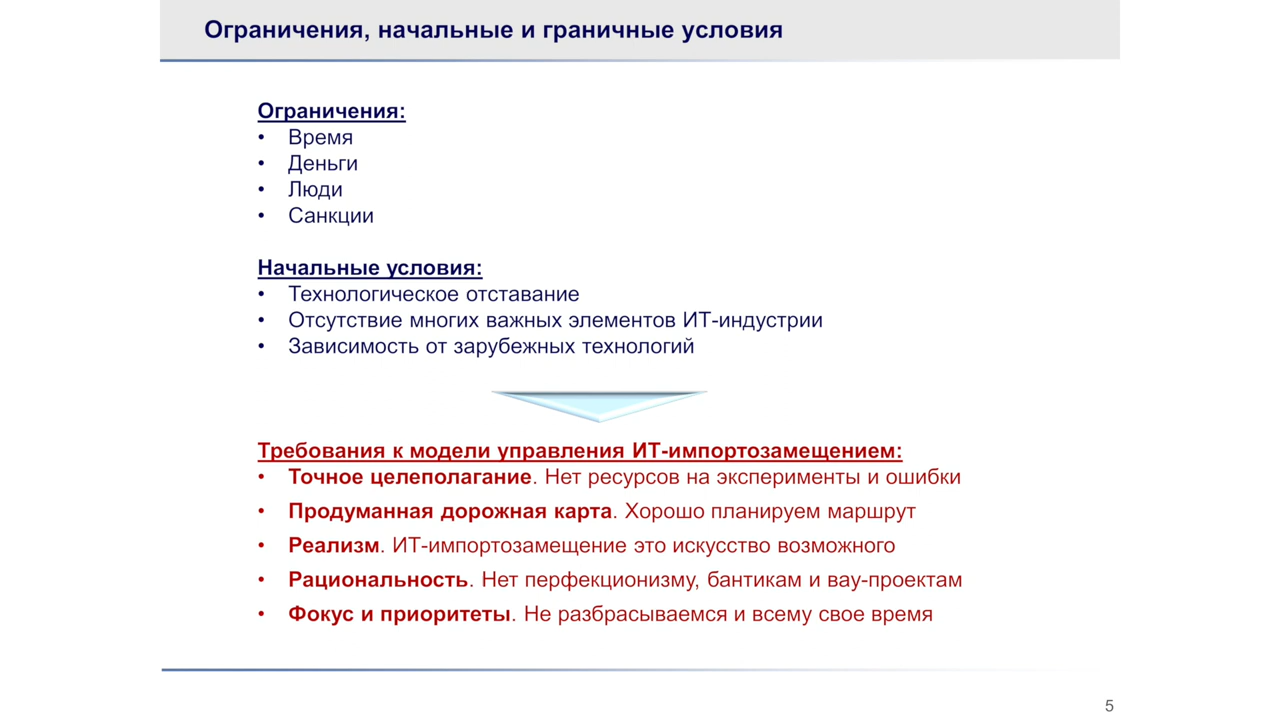 Ограничения, начальные и граничные условия
Ограничения:
• Время
• Деньги
• Люди
• Санкции
Начальные условия:
• Технологическое отставание
• Отсутствие многих важных элементов ИТ-индустрии
• Зависимость от зарубежных технологий
Требования к модели управления ИТ-импортозамещением:
• Точное целеполагание. Нет ресурсов на эксперименты и ошибки
• Продуманная дорожная карта. Хорошо планируем маршрут
• Реализм. ИТ-импортозамещение это искусство возможного
• Рациональность. Нет перфекционизму, бантикам и вау-проектам
• Фокус и приоритеты. Не разбрасываемся и всему свое время
5